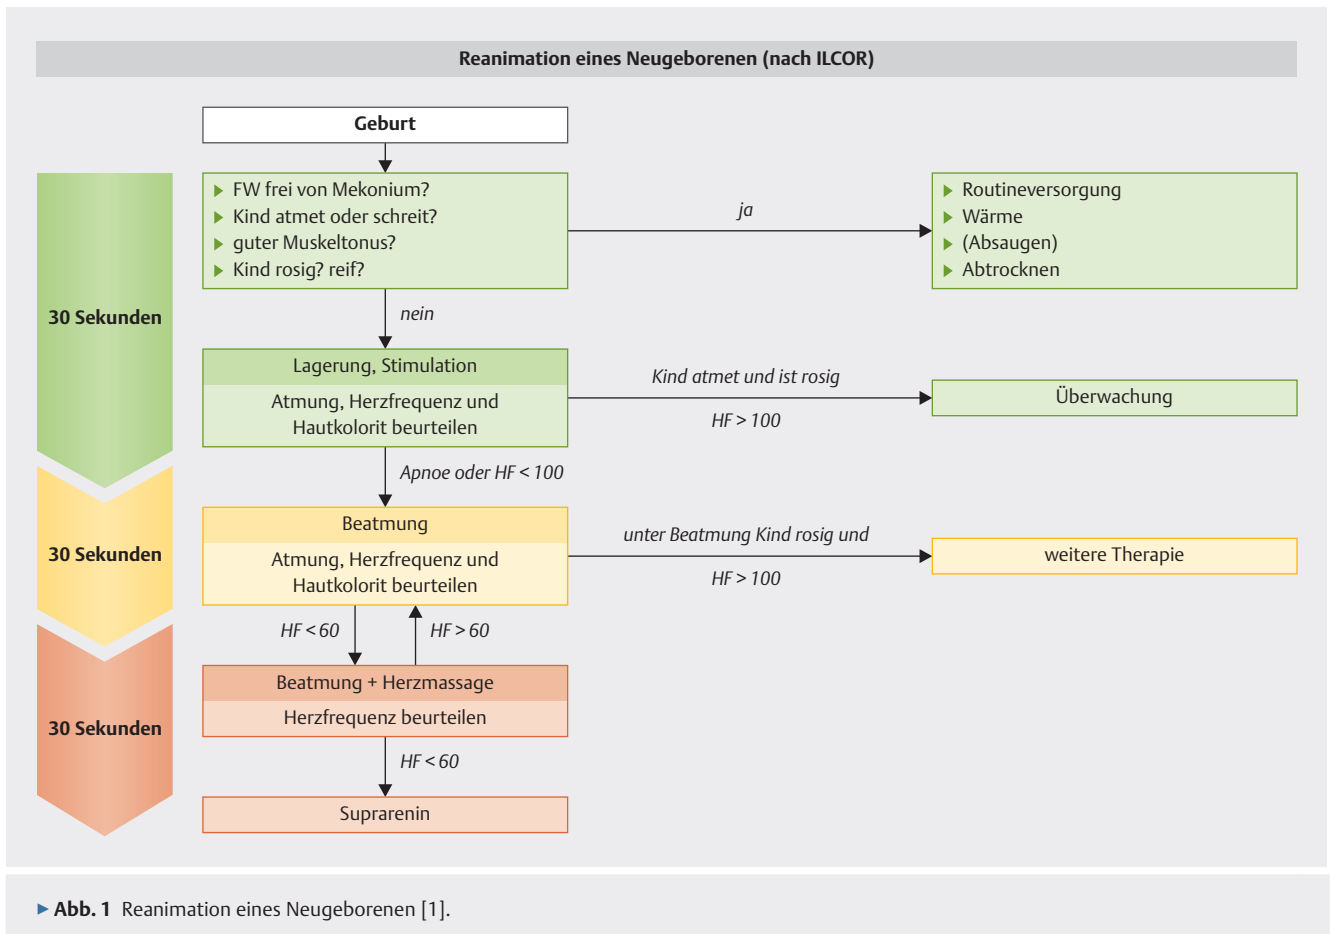 Reanimation eines Neugeborenen (nach ILCOR)
Geburt
▶ FW frei von Mekonium?
▶ Kind atmet oder schreit?
▶ guter Muskeltonus?
▶ Kind rosig? reif?
ja
▶ Routineversorgung
▶ Wärme
▶ (Absaugen)
▶ Abtrocknen
30 Sekunden
nein
Lagerung, Stimulation
Atmung, Herzfrequenz und
Hautkolorit beurteilen
Kind atmet und ist rosig
HF > 100
Überwachung
Apnoe oder HF < 100
30 Sekunden
Beatmung
Atmung, Herzfrequenz und
Hautkolorit beurteilen
unter Beatmung Kind rosig und
HF > 100
weitere Therapie
HF < 60
HF > 60
30 Sekunden
Beatmung + Herzmassage
Herzfrequenz beurteilen
HF < 60
Suprarenin
▶ Abb. 1 Reanimation eines Neugeborenen [1].